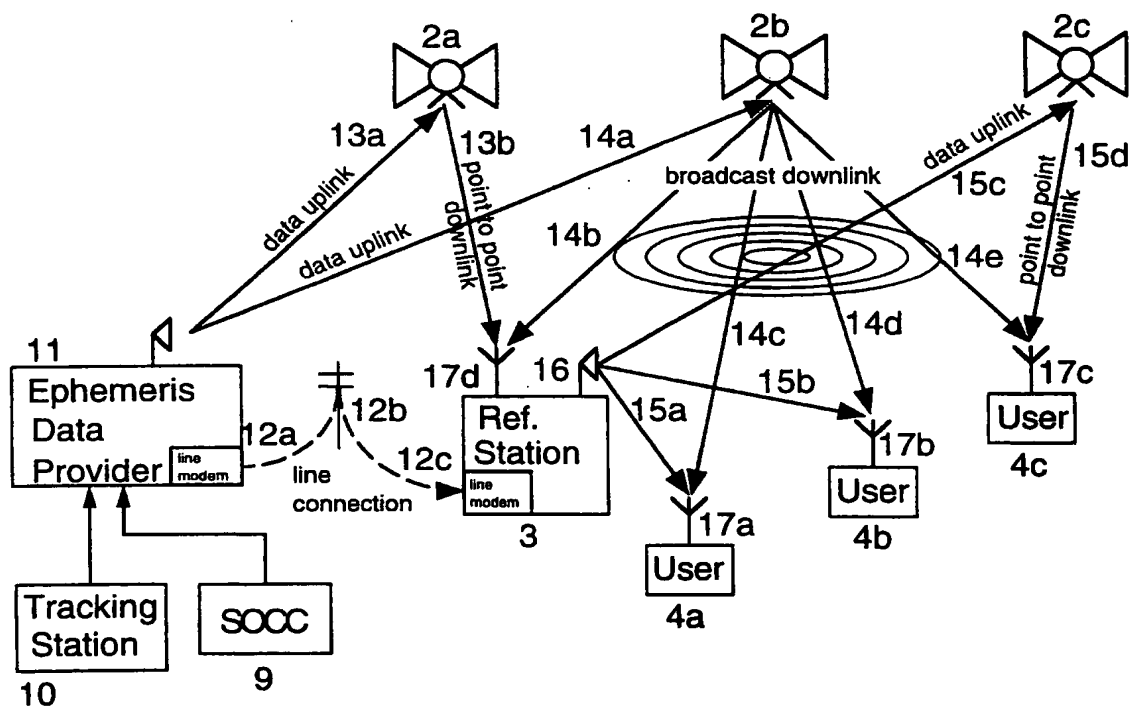 2a
2b
2c
13a
13b
14a
data uplink
15d
15c
broadcast downlink
data uplink
data uplink
point to point
downlink
14b
14e
point to point
downlink
14c
14d
11
17d
16
15b
17c
Ephemeris
Data
Provider
line
modem
12a
12b
12c
line
connection
Ref.
Station
line
modem
3
15a
17a
17b
User
4c
User
4b
User
4a
Tracking
Station
10
SOCC
9